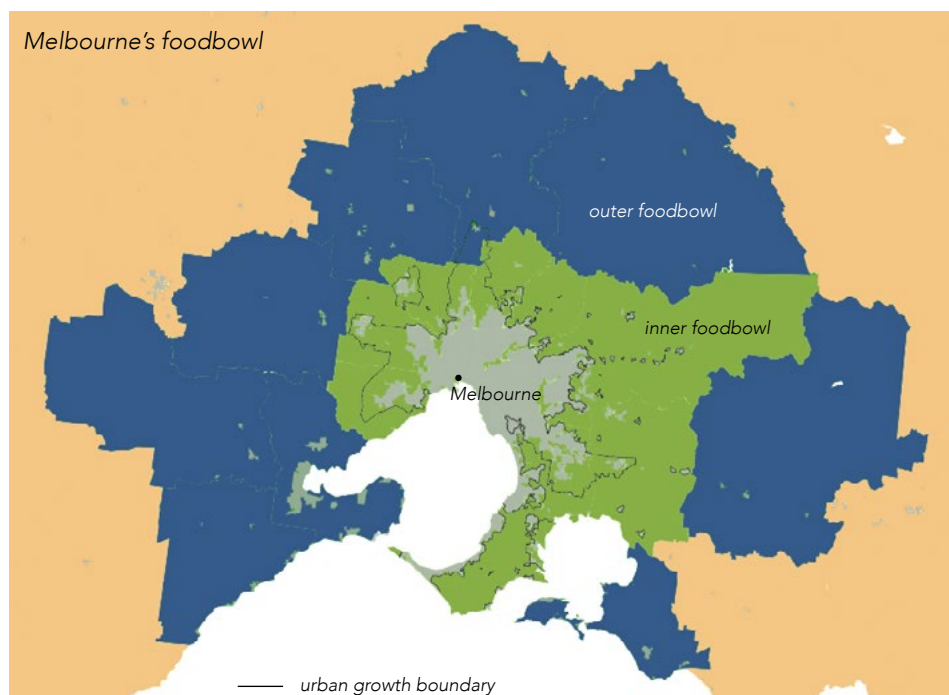 Melbourne's foodbowl
outer foodbowl
inner foodbowl
Melbourne
urban growth boundary